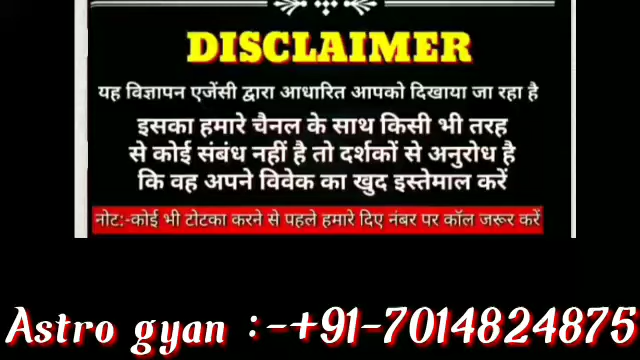 DISCLAIMER
यह विज्ञापन एजेंसी द्वारा आधारित आपको दिखाया जा रहा है
इसका हमारे चैनल के साथ किसी भी तरह
से कोई संबंध नहीं है तो दर्शकों से अनुरोध है
कि वह अपने विवेक का खुद इस्तेमाल करें
नोट:-कोई भी टोटका करने से पहले हमारे दिए नंबर पर कॉल जरूर करें
Astro gyan :-+91-7014824875